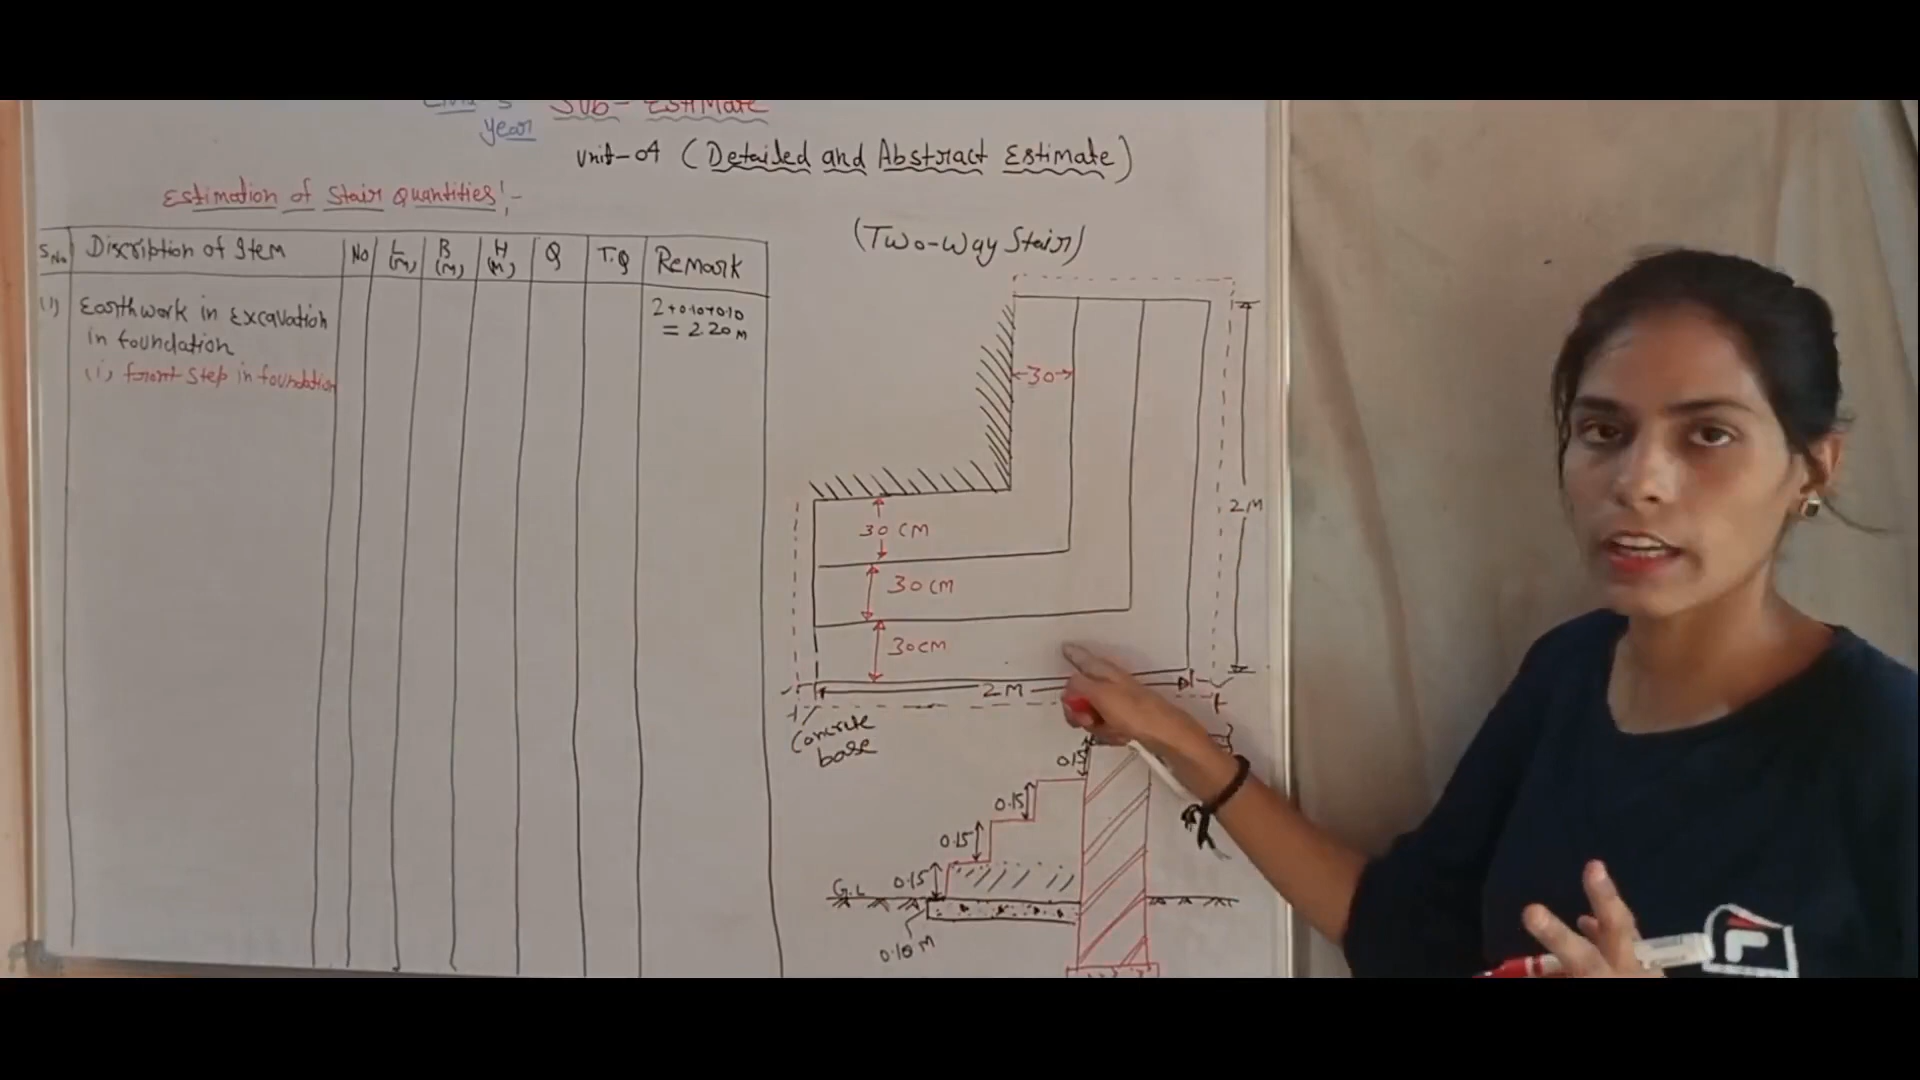 Sub- Estimate
year
Unit-04 (Detailed and Abstract Estimate)
Estimation of Stair Quantities!-
S.No Discription of Item No L (M) B (M) H (M) Q T.Q Remark
(1) Earthwork in Excavation in foundation
(i) front step in foundation
2+0.10+0.10
= 2.20 M
(Two-Way Stair)
30
2M
30 CM
30 CM
30 CM
2 M
Concrete
base
0.15
0.15
0.15
0.15
G.L
0.10 M